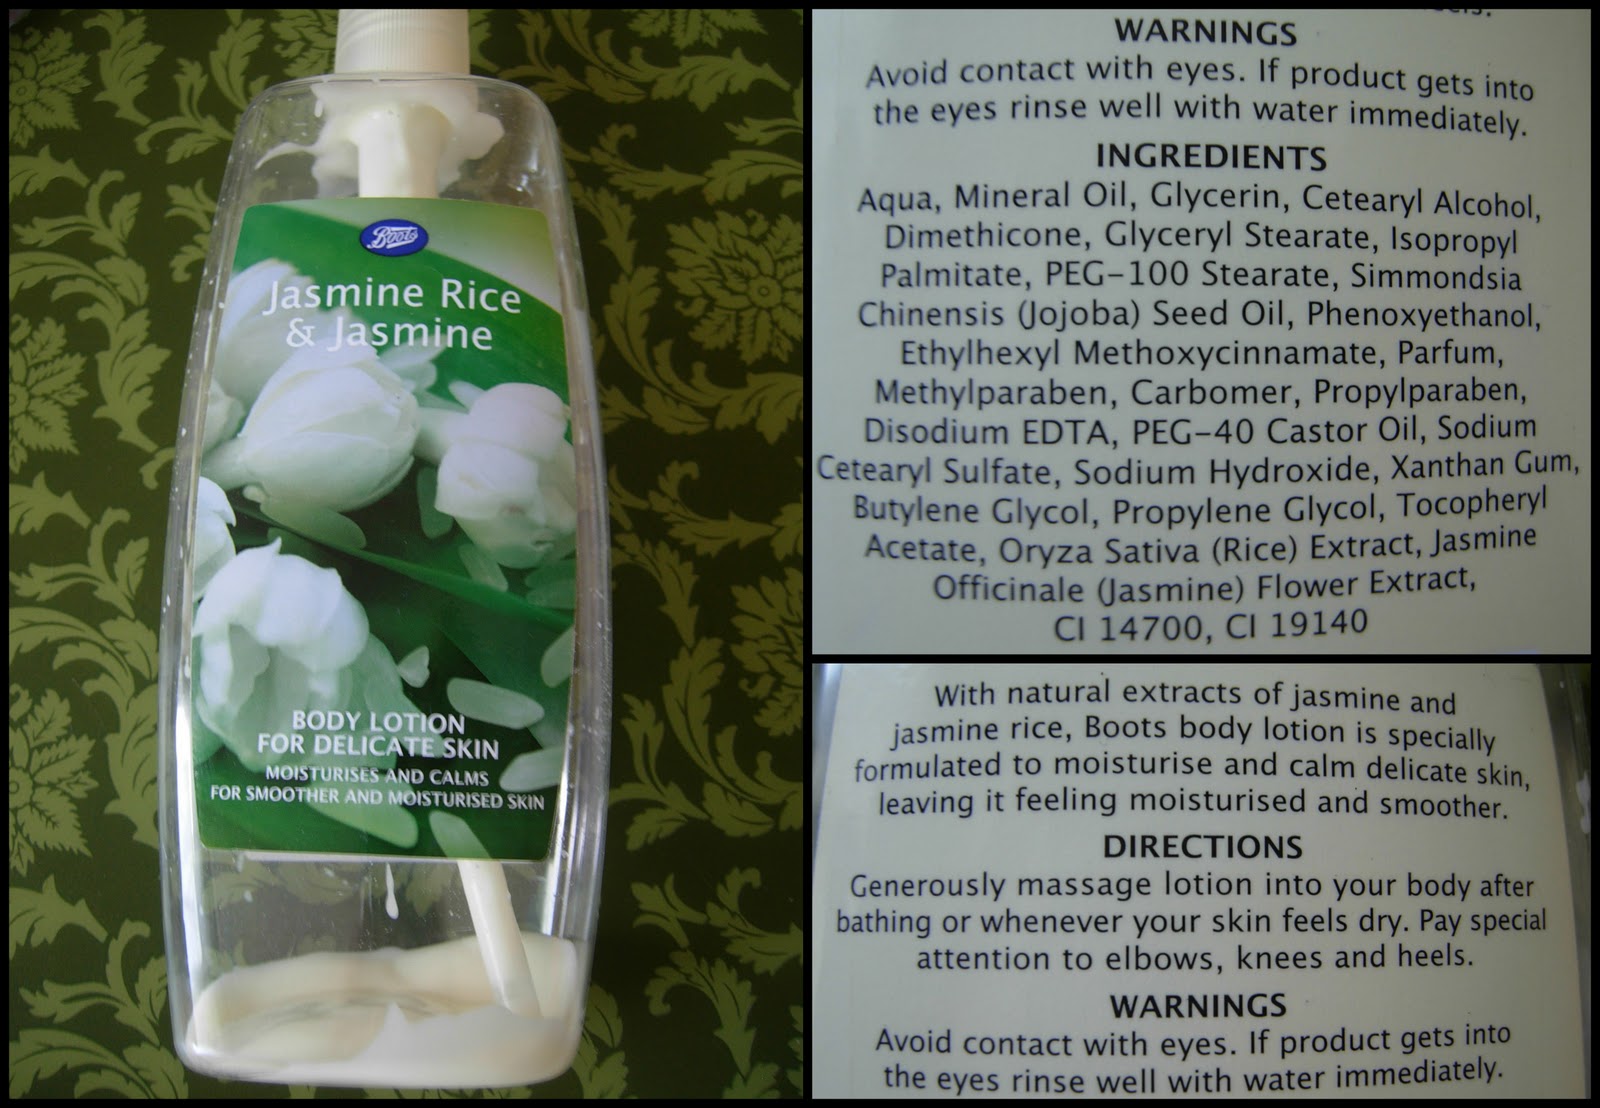 Boots
Jasmine Rice
& Jasmine
BODY LOTION
FOR DELICATE SKIN
MOISTURISES AND CALMS
FOR SMOOTHER AND MOISTURISED SKIN
WARNINGS
Avoid contact with eyes. If product gets into
the eyes rinse well with water immediately.
INGREDIENTS
Aqua, Mineral Oil, Glycerin, Cetearyl Alcohol,
Dimethicone, Glyceryl Stearate, Isopropyl
Palmitate, PEG-100 Stearate, Simmondsia
Chinensis (Jojoba) Seed Oil, Phenoxyethanol,
Ethylhexyl Methoxycinnamate, Parfum,
Methylparaben, Carbomer, Propylparaben,
Disodium EDTA, PEG-40 Castor Oil, Sodium
Cetearyl Sulfate, Sodium Hydroxide, Xanthan Gum,
Butylene Glycol, Propylene Glycol, Tocopheryl
Acetate, Oryza Sativa (Rice) Extract, Jasmine
Officinale (Jasmine) Flower Extract,
CI 14700, CI 19140
With natural extracts of jasmine and
jasmine rice, Boots body lotion is specially
formulated to moisturise and calm delicate skin,
leaving it feeling moisturised and smoother.
DIRECTIONS
Generously massage lotion into your body after
bathing or whenever your skin feels dry. Pay special
attention to elbows, knees and heels.
WARNINGS
Avoid contact with eyes. If product gets into
the eyes rinse well with water immediately.